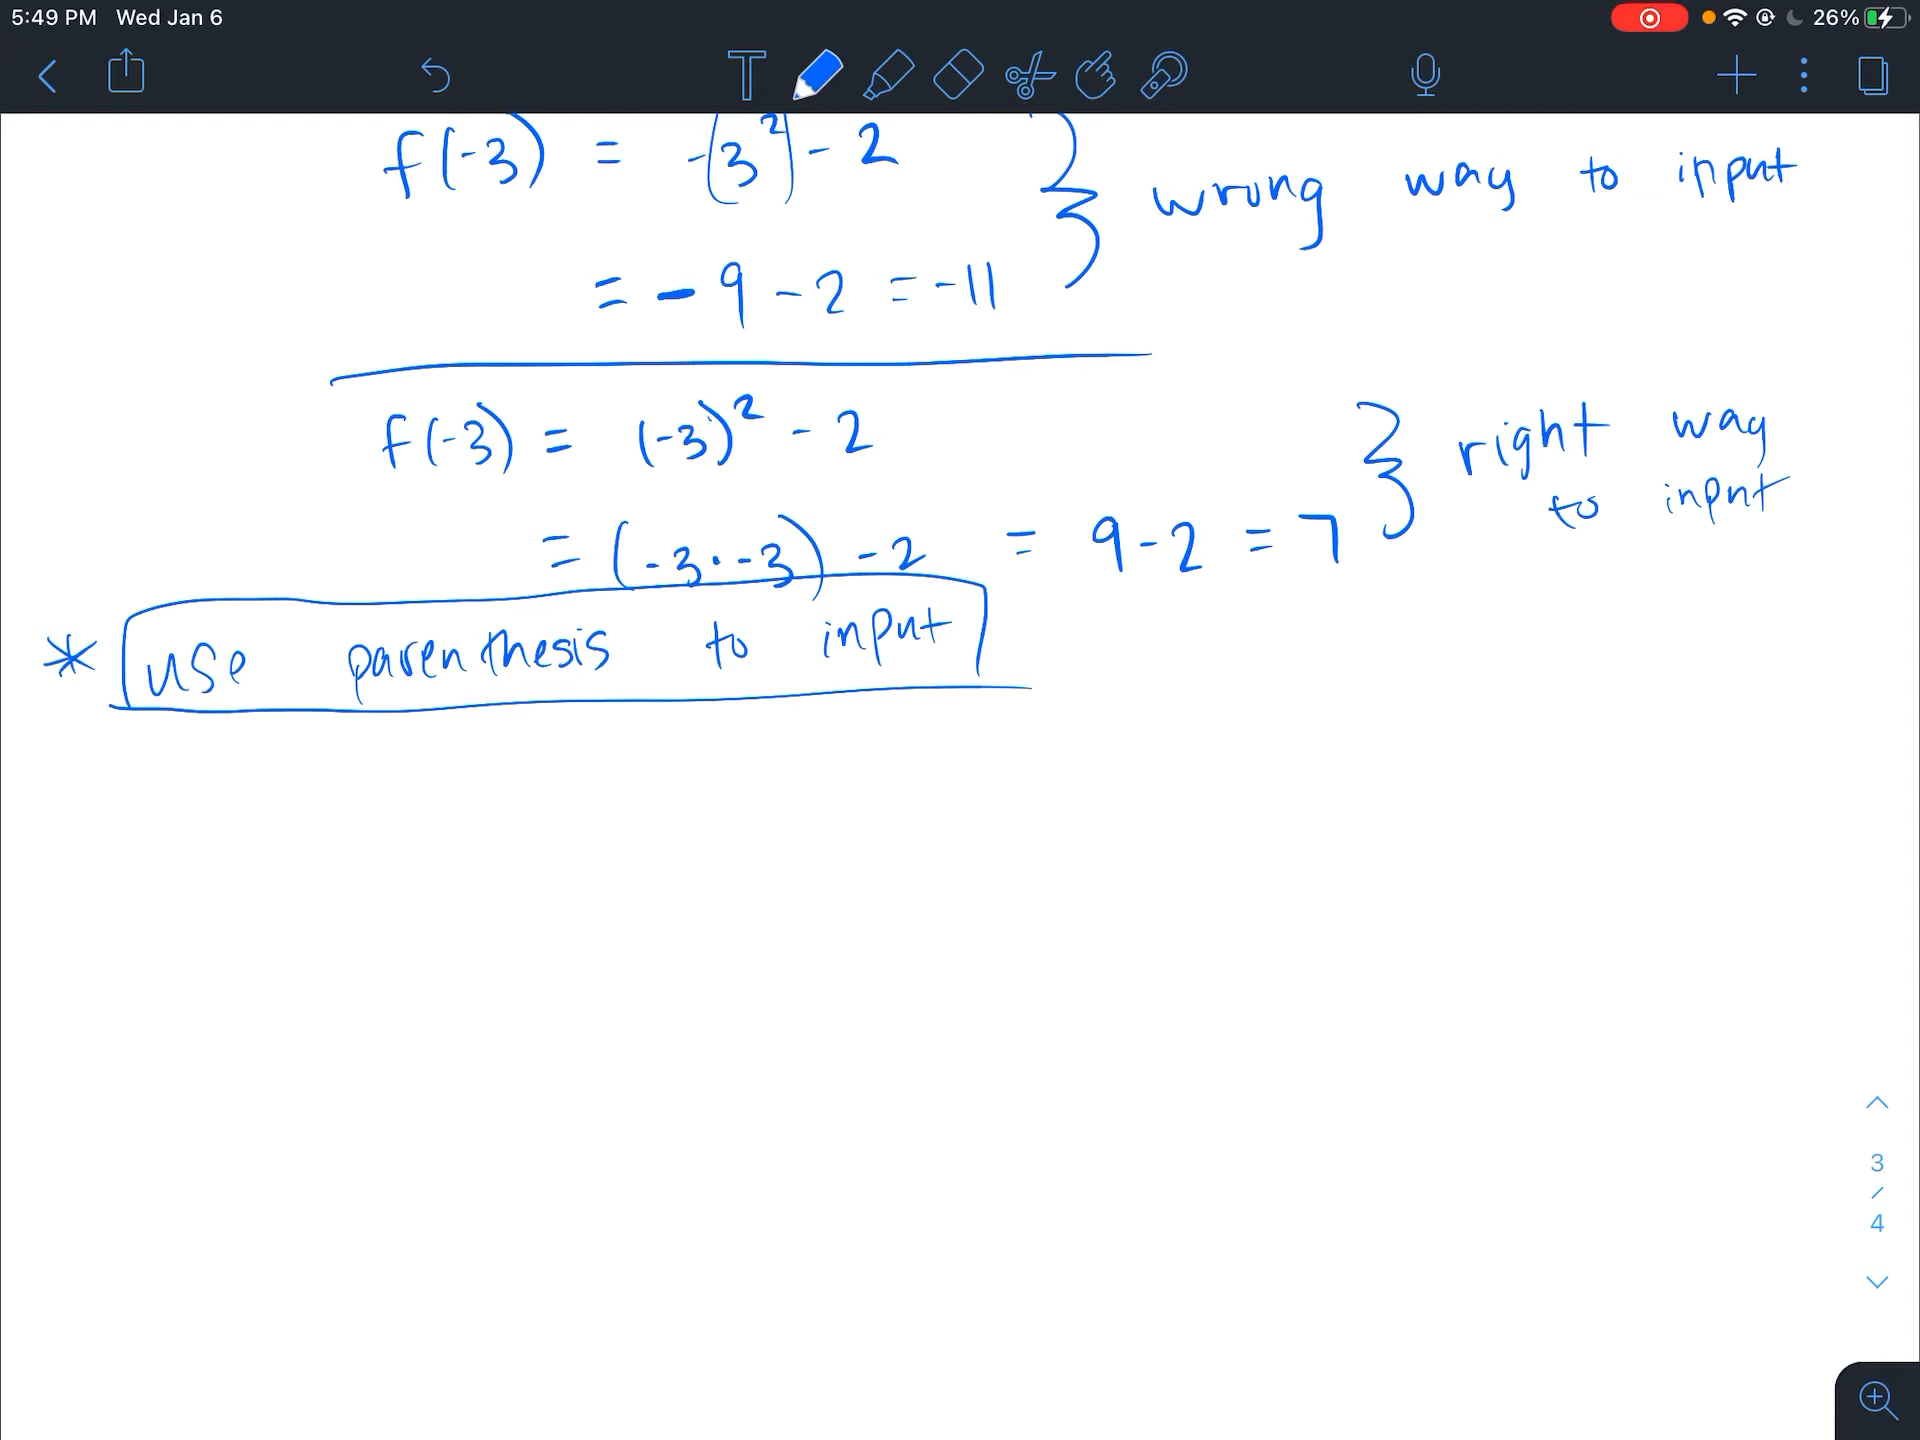 5:49 PM Wed Jan 6
26%
T
f(-3) = -(3²) - 2
wrong way to input
= - 9 - 2 = -11
f(-3) = (-3)² - 2
right way
to input
= (-3·-3) - 2 = 9 - 2 = 7
* use parenthesis to input
3
/
4